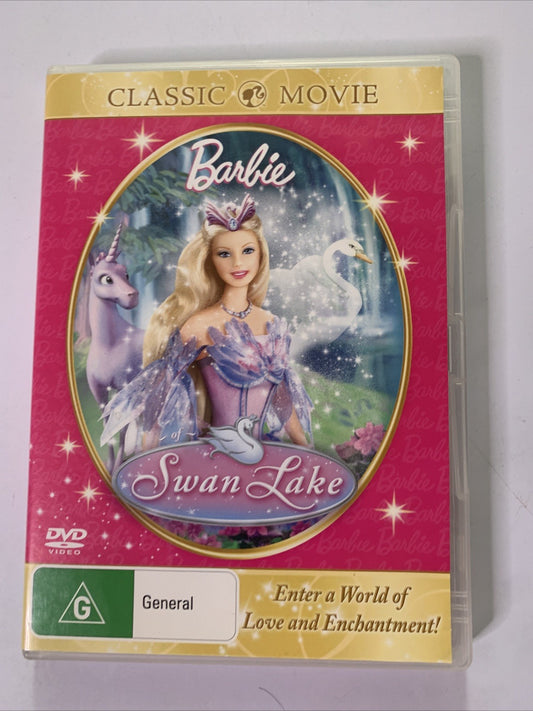 CLASSIC MOVIE
Barbie
of
Swan Lake
DVD
VIDEO
G
General
Enter a World of
Love and Enchantment!